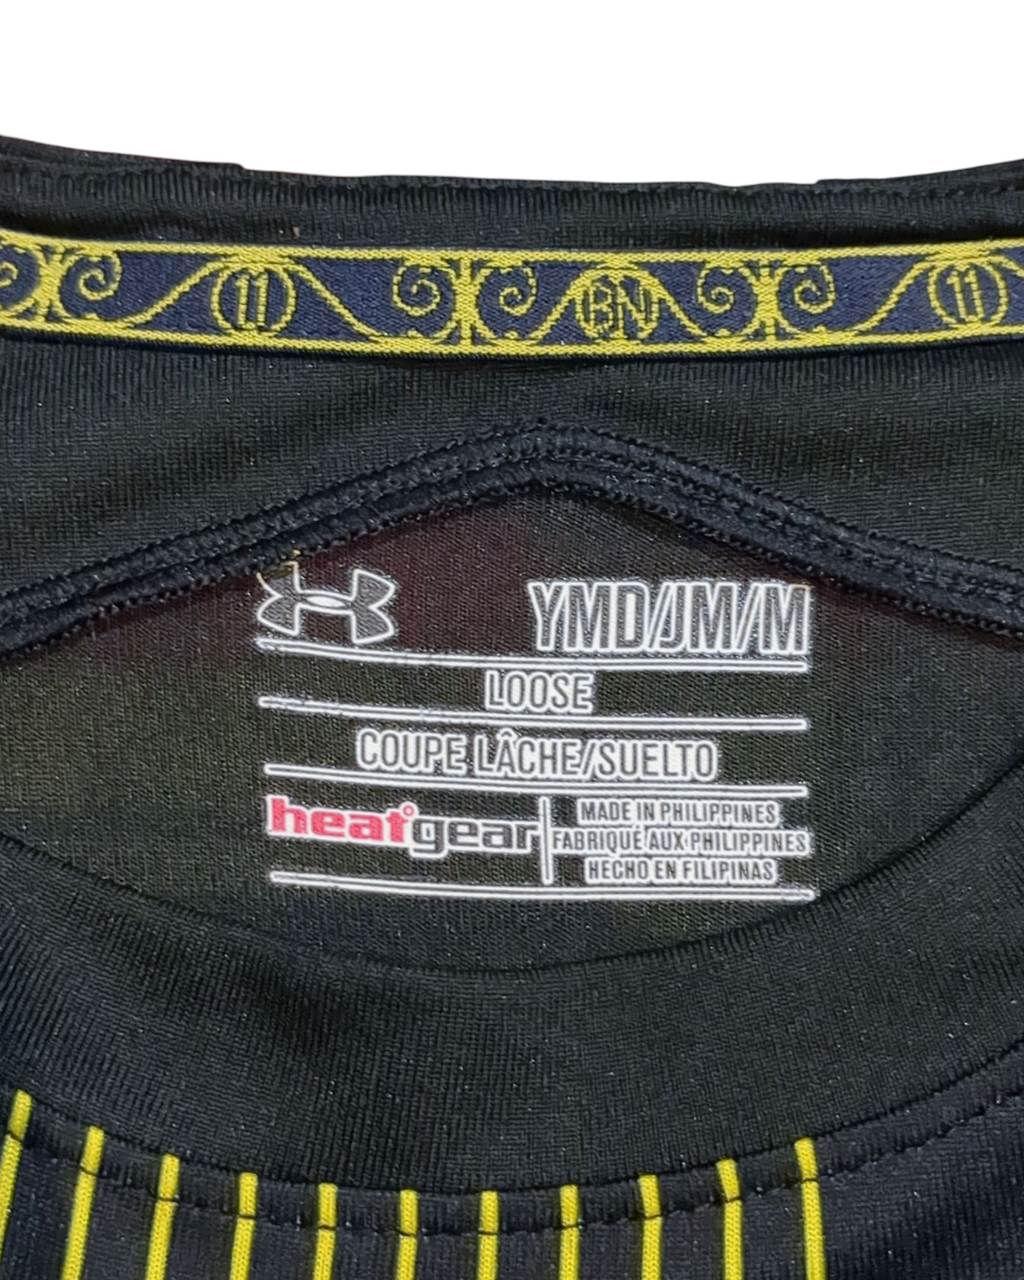 11 BN 11
YMD/JM/M
LOOSE
COUPE LÂCHE/SUELTO
heatgear
MADE IN PHILIPPINES
FABRIQUÉ AUX PHILIPPINES
HECHO EN FILIPINAS